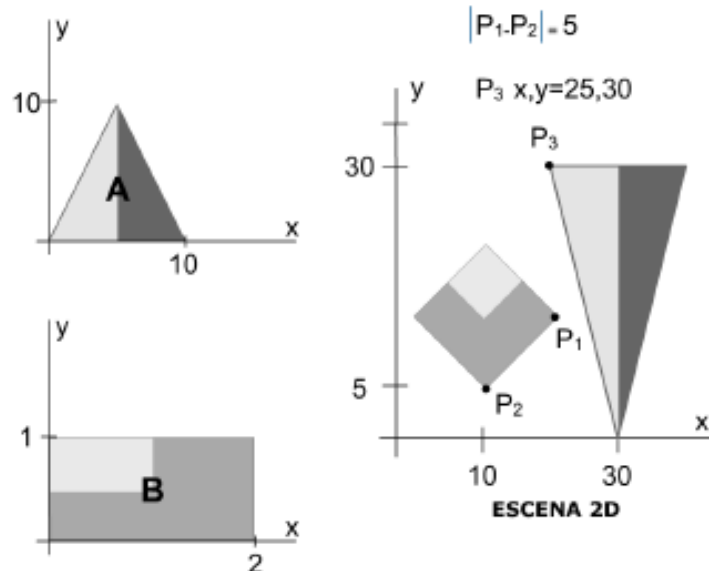 y
10
A
x
10
y
1
B
x
2
|P₁-P₂| = 5
P₃ x,y=25,30
y
P₃
30
P₁
5
P₂
x
10
30
ESCENA 2D